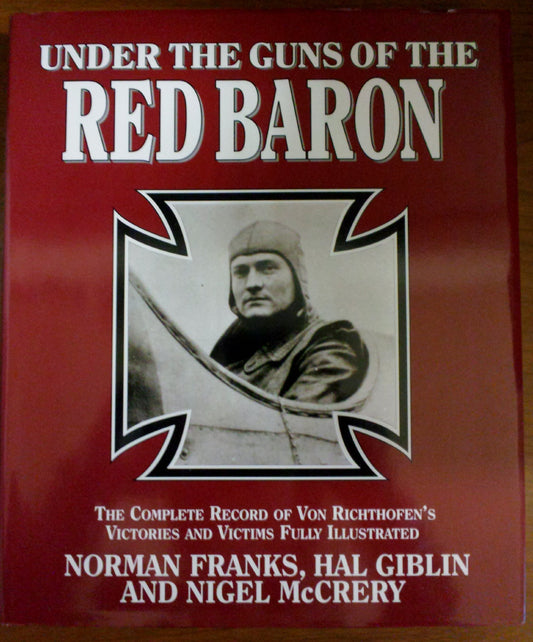 UNDER THE GUNS OF THE
RED BARON
THE COMPLETE RECORD OF VON RICHTHOFEN'S
VICTORIES AND VICTIMS FULLY ILLUSTRATED
NORMAN FRANKS, HAL GIBLIN
AND NIGEL McCRERY